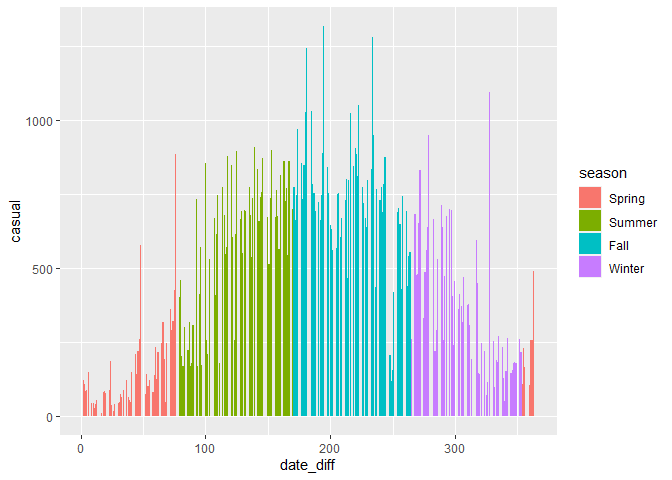 1000
500
0
casual
0
100
200
300
date_diff
season
Spring
Summer
Fall
Winter